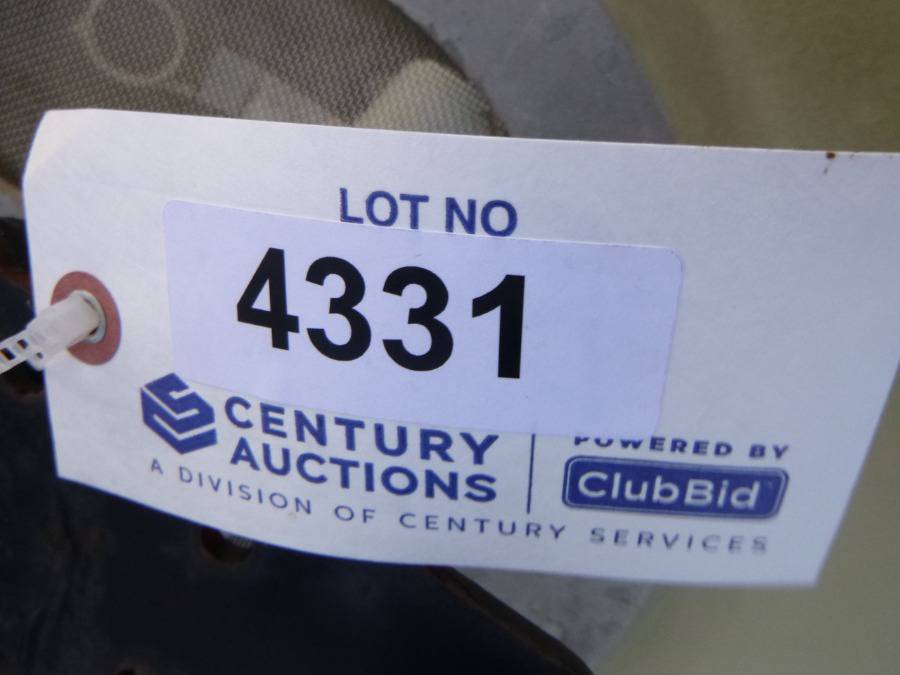 LOT NO
4331
CENTURY
AUCTIONS
A DIVISION OF CENTURY SERVICES
POWERED BY
ClubBid